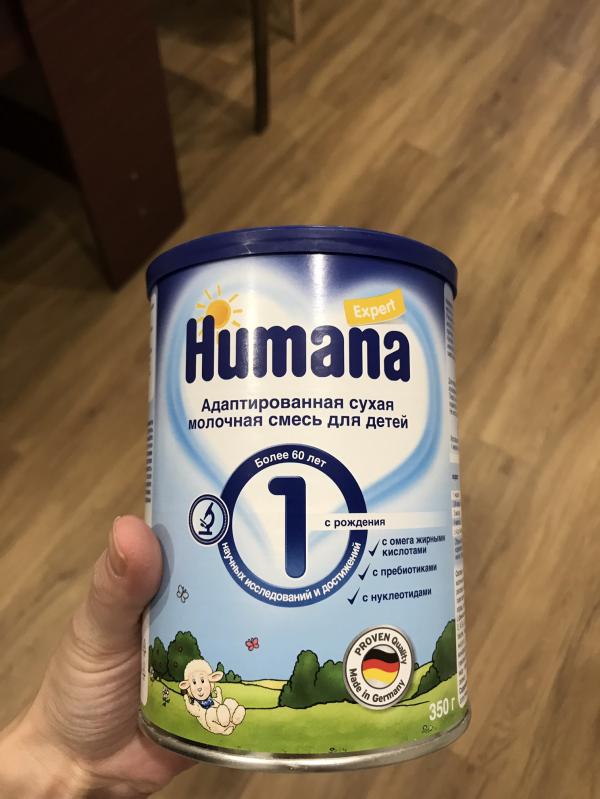 Expert
Humana
Адаптированная сухая
молочная смесь для детей
Более 60 лет
1
научных исследований и достижений
с рождения
✓ с омега жирными
кислотами
✓ с пребиотиками
✓ с нуклеотидами
PROVEN Quality
Made in Germany
350 г